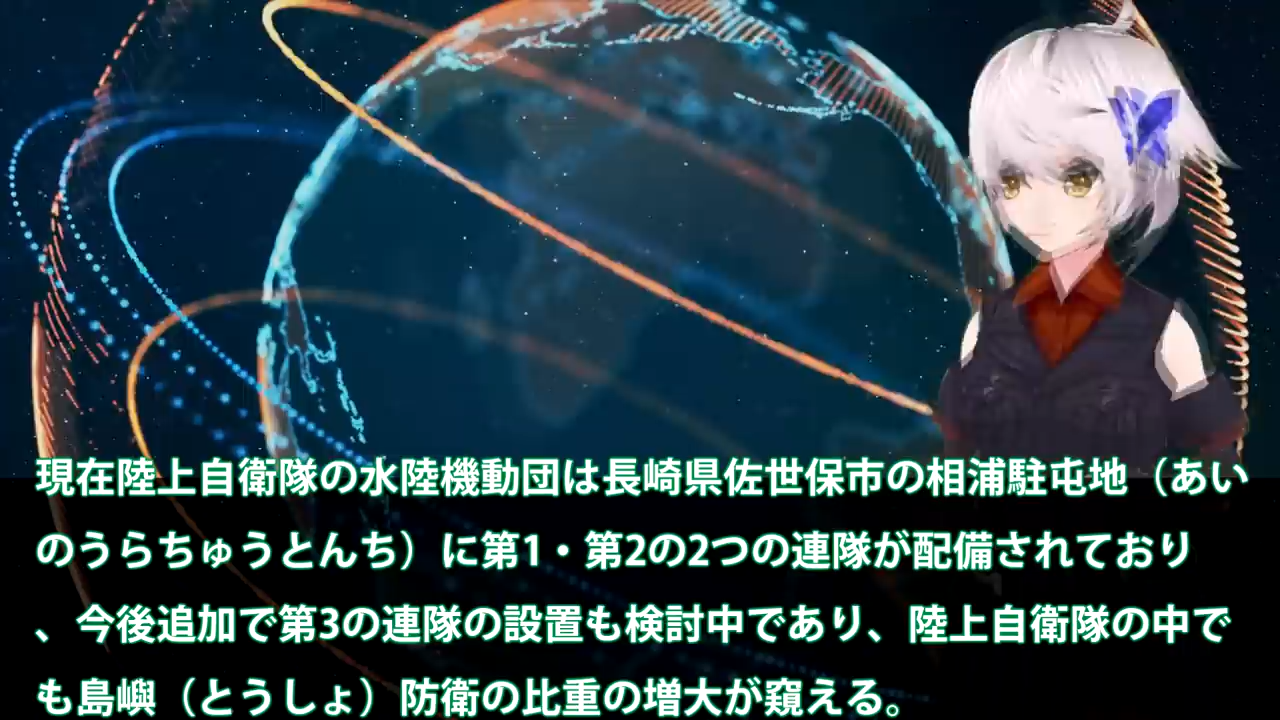 現在陸上自衛隊の水陸機動団は長崎県佐世保市の相浦駐屯地（あい
のうらちゅうとんち）に第1・第2の2つの連隊が配備されており
、今後追加で第3の連隊の設置も検討中であり、陸上自衛隊の中で
も島嶼（とうしょ）防衛の比重の増大が窺える。